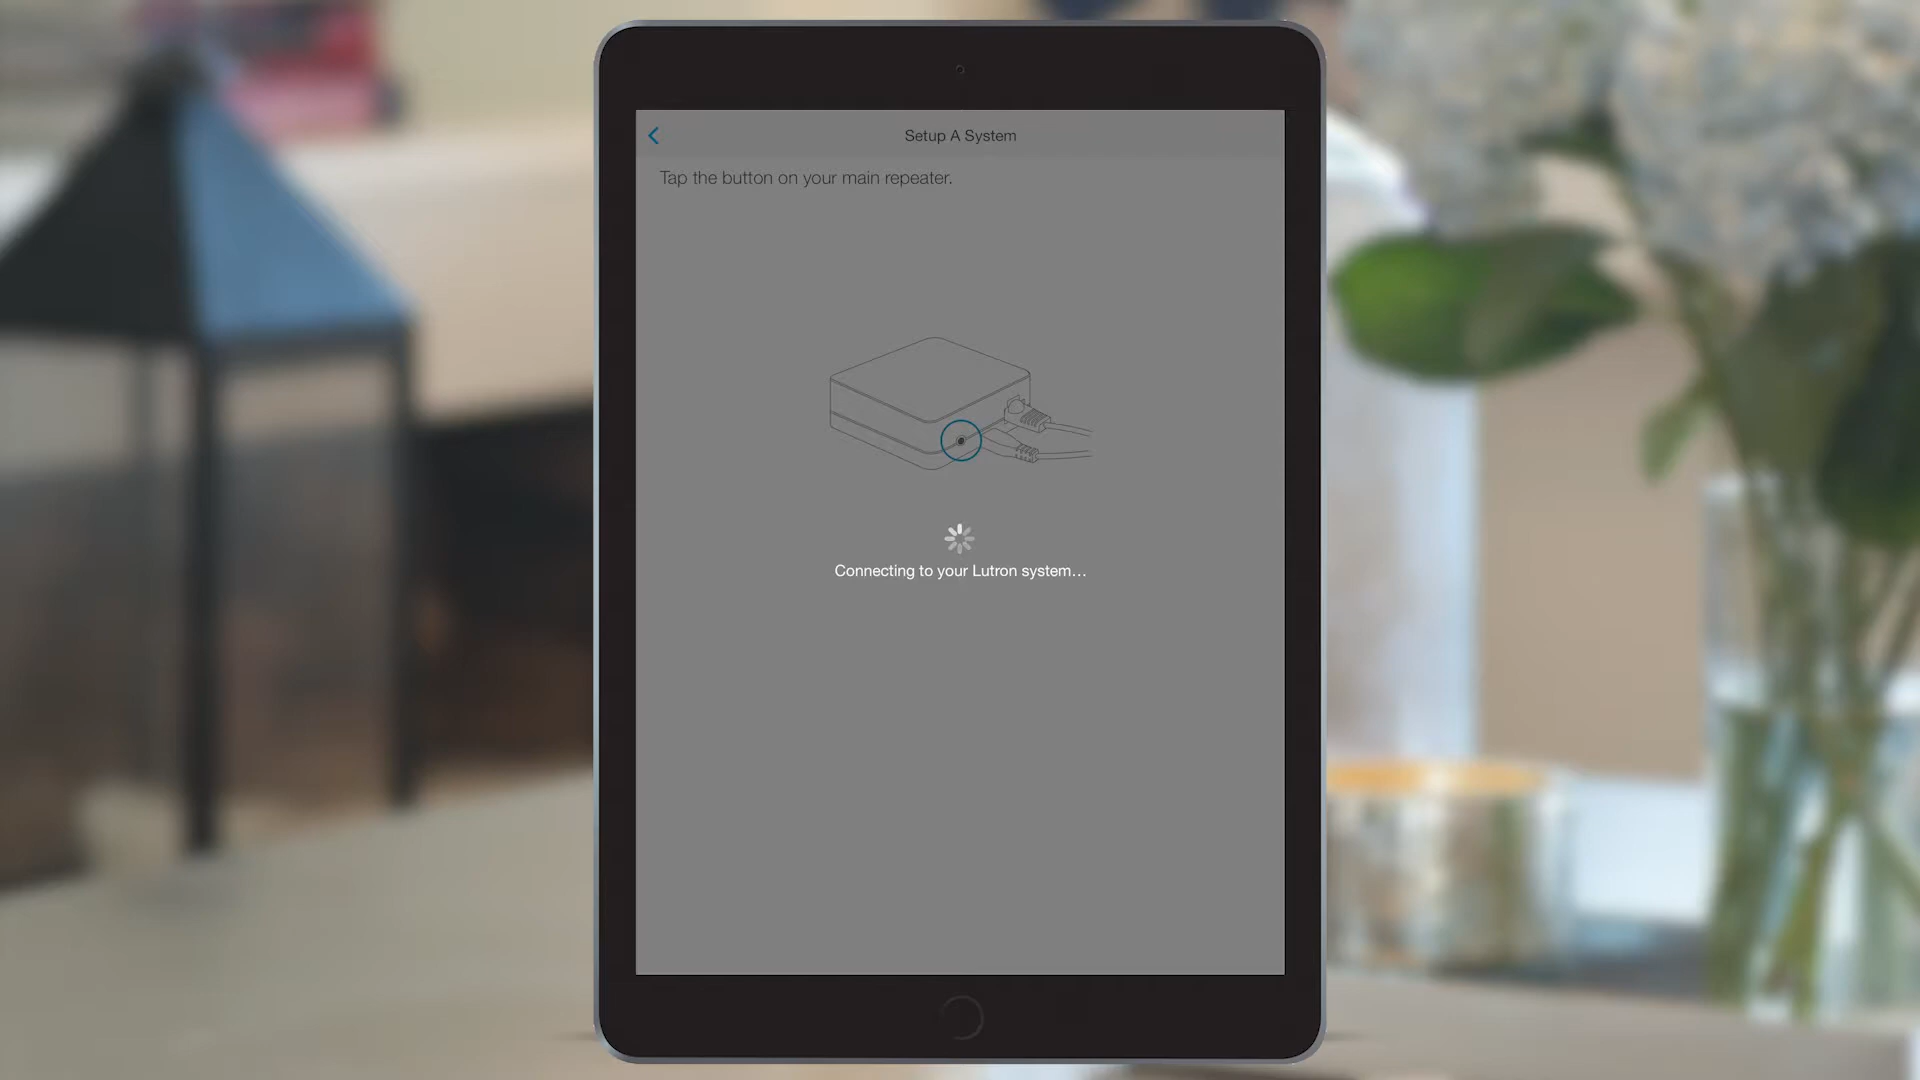 Setup A System
Tap the button on your main repeater.
Connecting to your Lutron system...